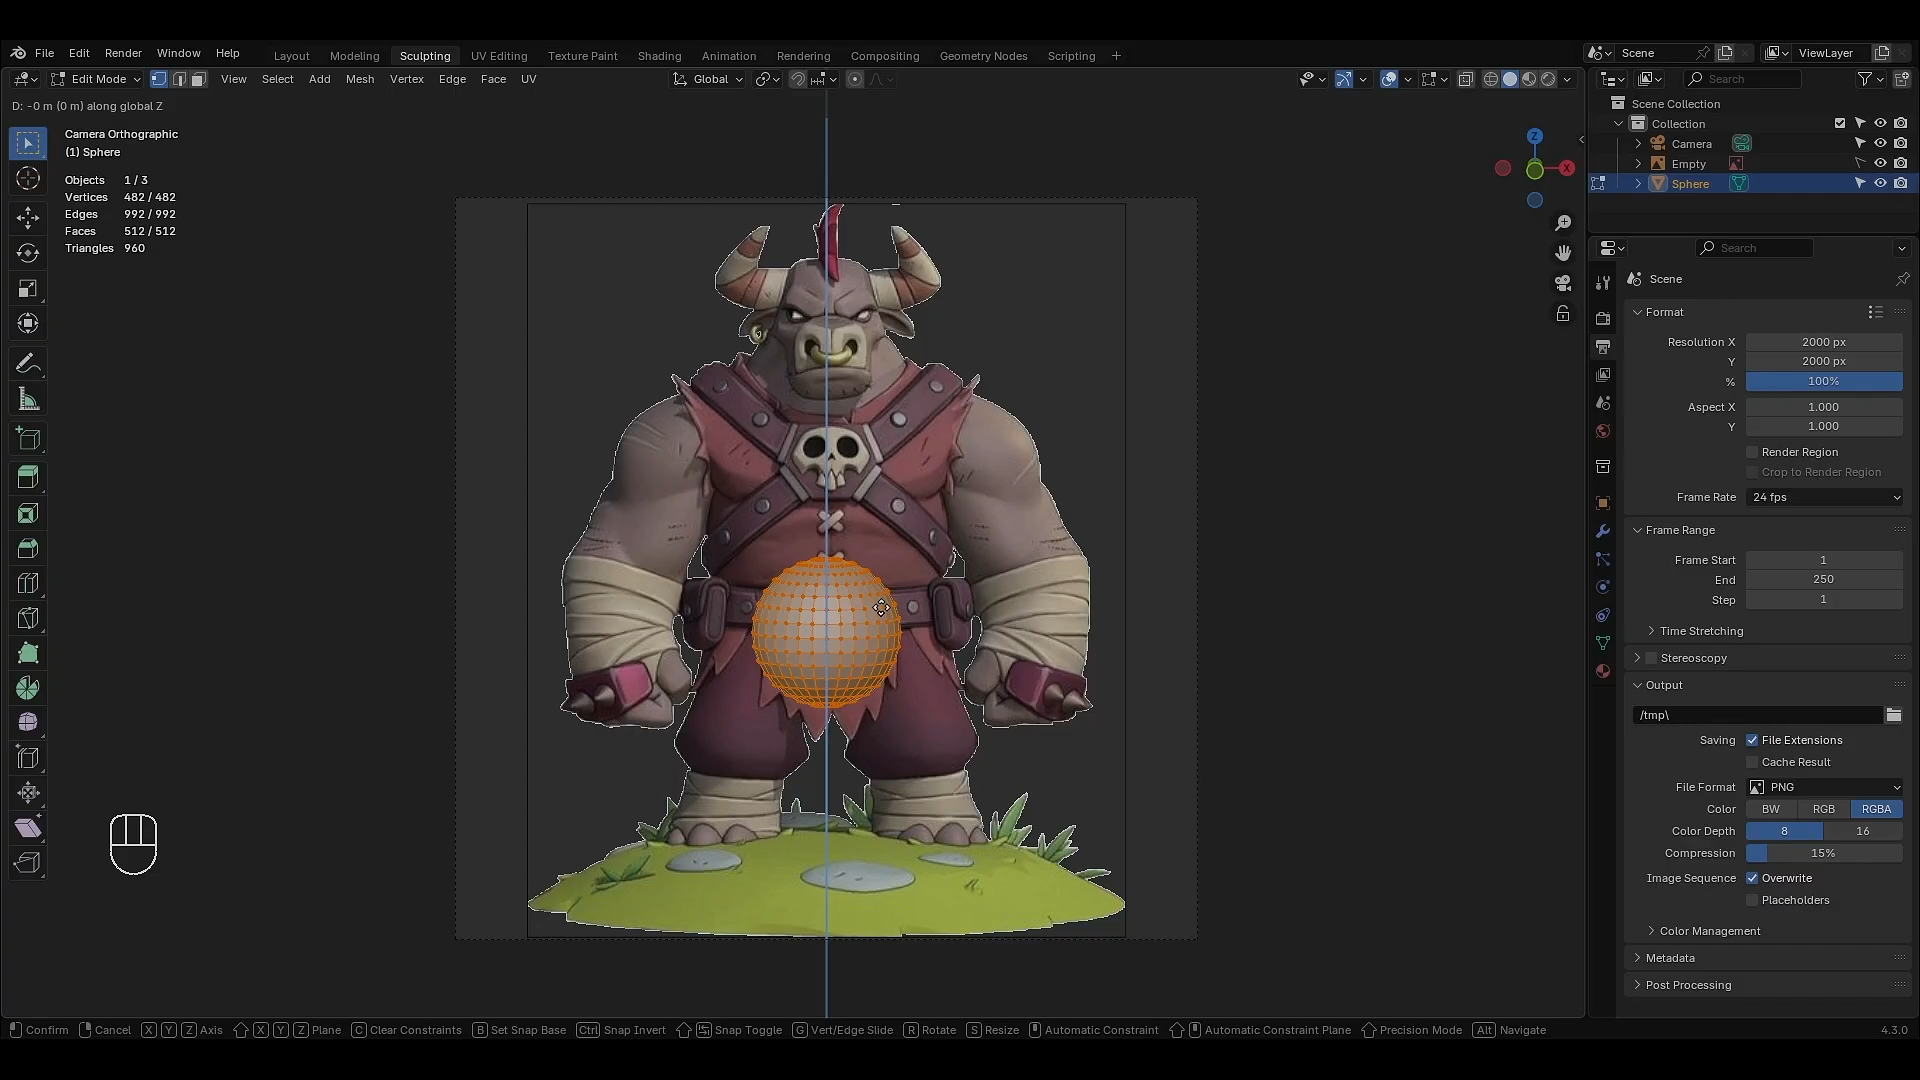 File Edit Render Window Help Layout Modeling Sculpting UV Editing Texture Paint Shading Animation Rendering Compositing Geometry Nodes Scripting + Scene ViewLayer
Edit Mode View Select Add Mesh Vertex Edge Face UV Global Search
D: -0 m (0 m) along global Z
Scene Collection
Collection
Camera
Empty
Sphere
Camera Orthographic
(1) Sphere
Objects 1 / 3
Vertices 482 / 482
Edges 992 / 992
Faces 512 / 512
Triangles 960
Z
X
Search
Scene
Format
Resolution X 2000 px
Y 2000 px
% 100%
Aspect X 1.000
Y 1.000
Render Region
Crop to Render Region
Frame Rate 24 fps
Frame Range
Frame Start 1
End 250
Step 1
Time Stretching
Stereoscopy
Output
/tmp\
Saving File Extensions
Cache Result
File Format PNG
Color BW RGB RGBA
Color Depth 8 16
Compression 15%
Image Sequence Overwrite
Placeholders
Color Management
Metadata
Post Processing
Confirm Cancel X Y Z Axis X Y Z Plane C Clear Constraints B Set Snap Base Ctrl Snap Invert Snap Toggle G Vert/Edge Slide R Rotate S Resize Automatic Constraint Automatic Constraint Plane Precision Mode Alt Navigate 4.3.0